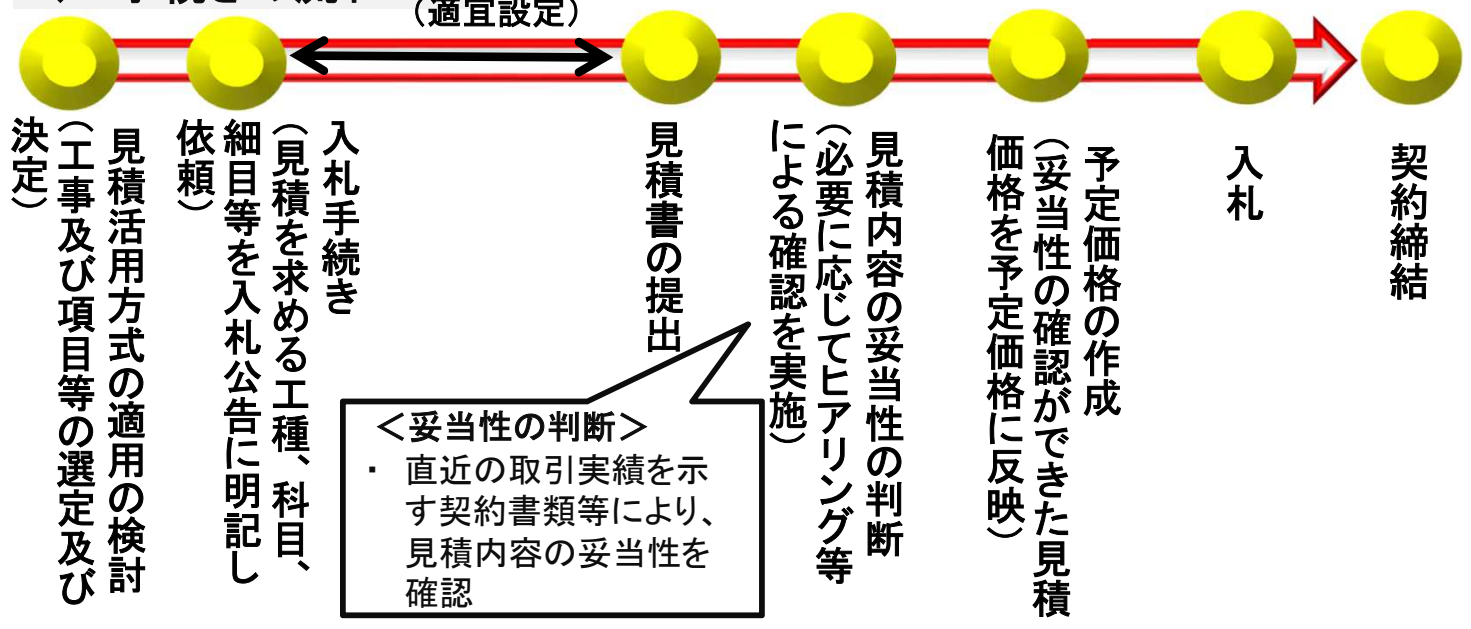 (適宜設定)
見積活用方式の適用の検討
(工事及び項目等の選定及び
決定)
入札手続き
(見積を求める工種、科目、
細目等を入札公告に明記し
依頼)
見積書の提出
見積内容の妥当性の判断
(必要に応じてヒアリング等
による確認を実施)
<妥当性の判断>
・ 直近の取引実績を示
す契約書類等により、
見積内容の妥当性を
確認
予定価格の作成
(妥当性の確認ができた見積
価格を予定価格に反映)
入札
契約締結